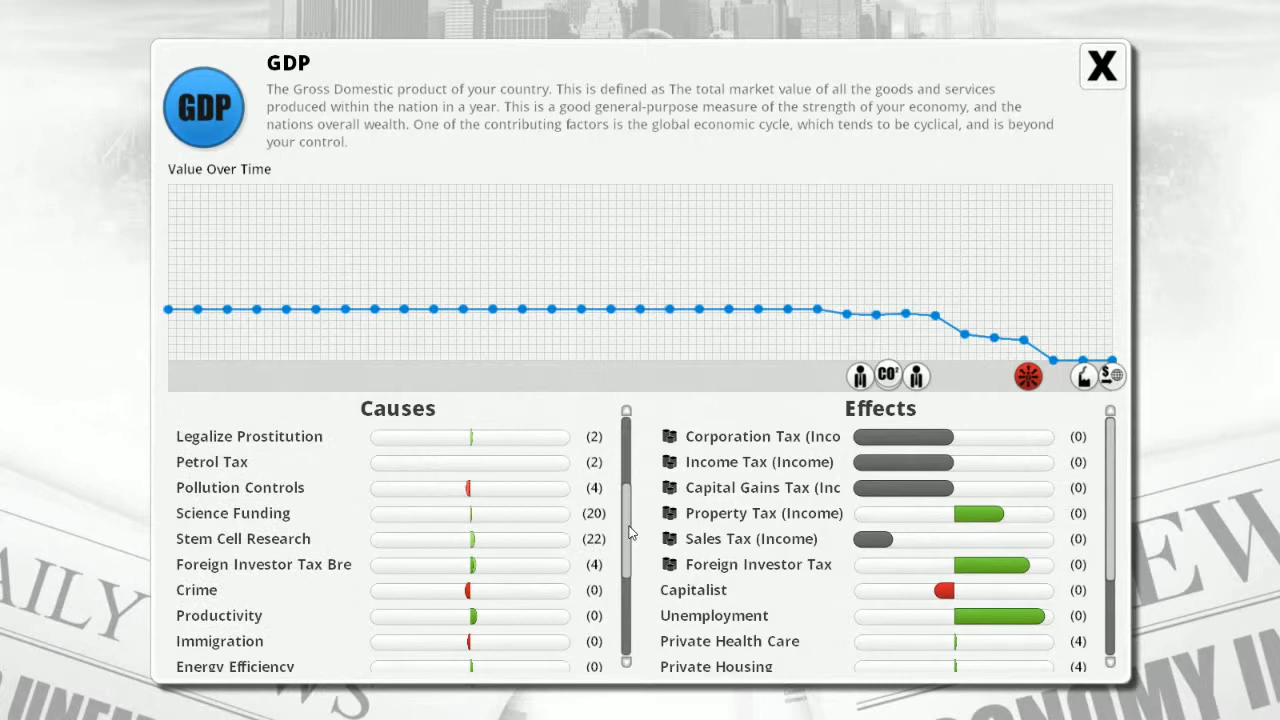 GDP
GDP
The Gross Domestic product of your country. This is defined as The total market value of all the goods and services
produced within the nation in a year. This is a good general-purpose measure of the strength of your economy, and the
nations overall wealth. One of the contributing factors is the global economic cycle, which tends to be cyclical, and is beyond
your control.
X
Value Over Time
CO²
$
Causes
Legalize Prostitution (2)
Petrol Tax (2)
Pollution Controls (4)
Science Funding (20)
Stem Cell Research (22)
Foreign Investor Tax Bre (4)
Crime (0)
Productivity (0)
Immigration (0)
Energy Efficiency (0)
Effects
Corporation Tax (Inco (0)
Income Tax (Income) (0)
Capital Gains Tax (Inc (0)
Property Tax (Income) (0)
Sales Tax (Income) (0)
Foreign Investor Tax (0)
Capitalist (0)
Unemployment (0)
Private Health Care (4)
Private Housing (4)
AILY
NEWS